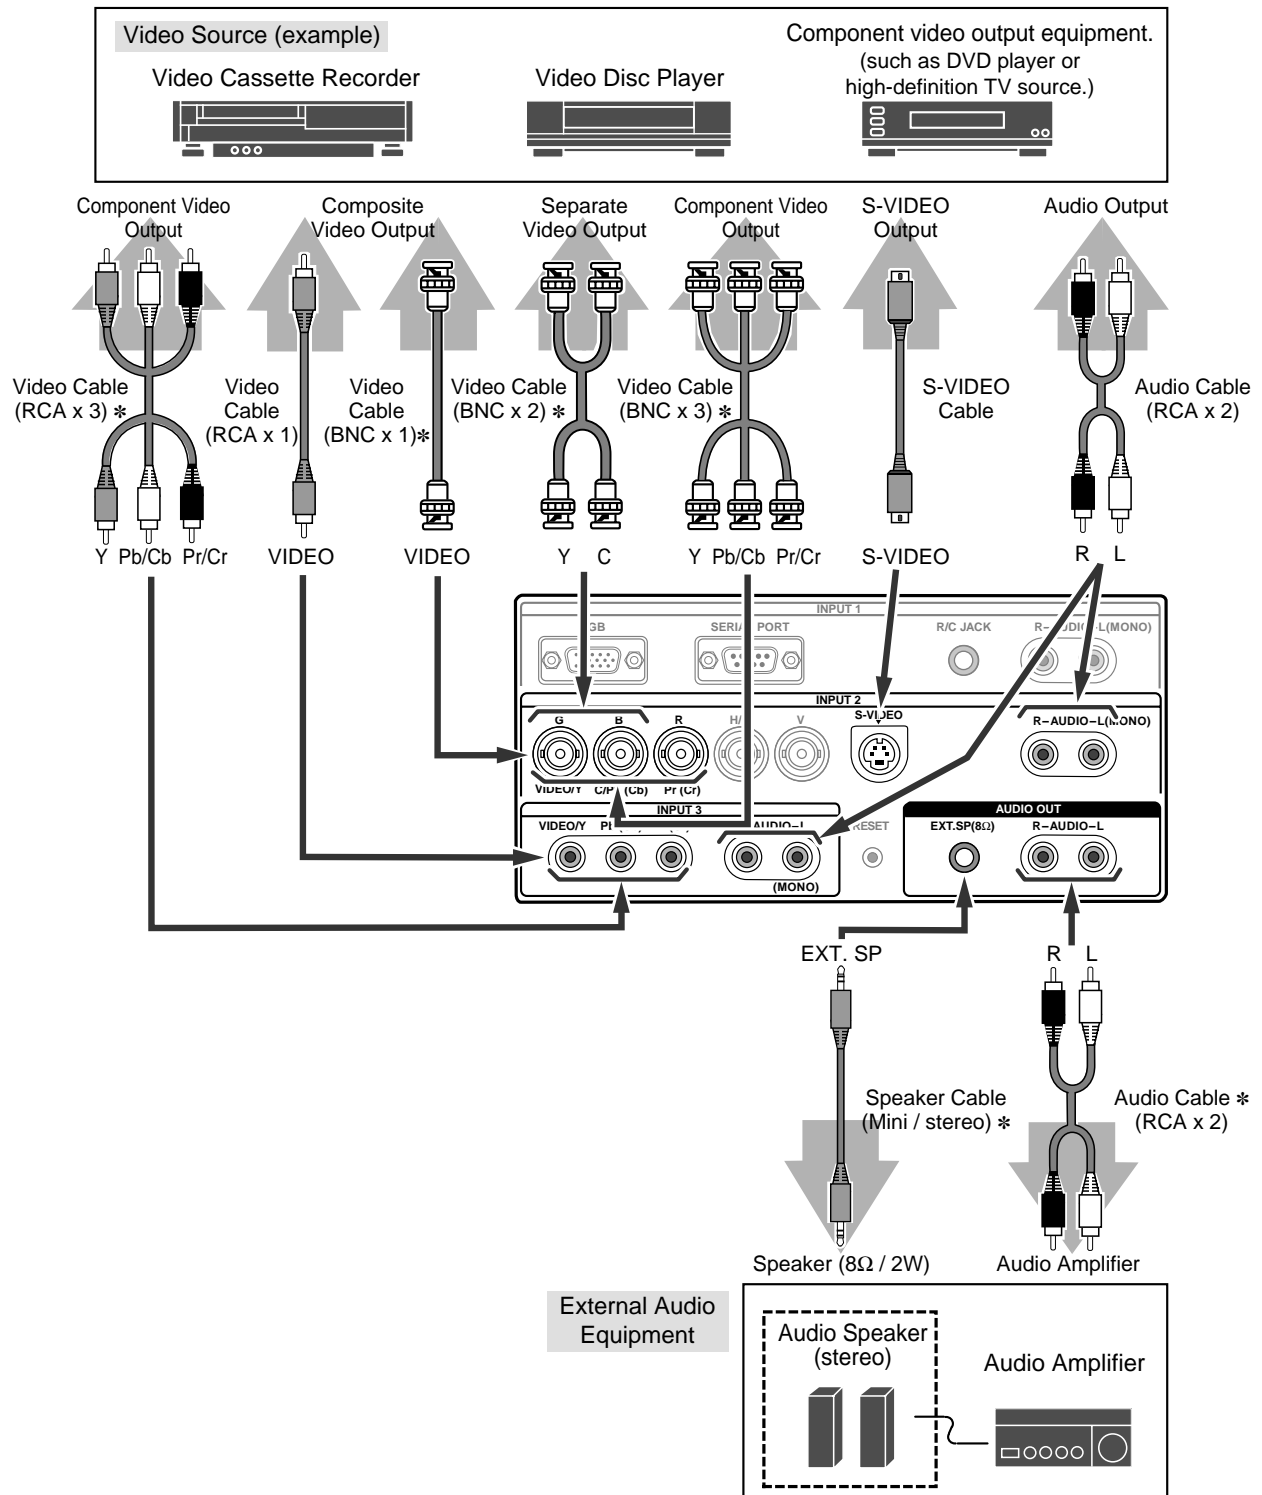 Video Source (example)
Component video output equipment.
(such as DVD player or
high-definition TV source.)
Video Cassette Recorder
Video Disc Player
Component Video
Output
Composite
Video Output
Separate
Video Output
Component Video
Output
S-VIDEO
Output
Audio Output
Video Cable
(RCA x 3) ✻
Video
Cable
(RCA x 1)
Video
Cable
(BNC x 1)✻
Video Cable
(BNC x 2) ✻
Video Cable
(BNC x 3) ✻
S-VIDEO
Cable
Audio Cable
(RCA x 2)
Y Pb/Cb Pr/Cr
VIDEO
VIDEO
Y C
Y Pb/Cb Pr/Cr
S-VIDEO
R L
INPUT 1
SERIAL PORT
R/C JACK
R–AUDIO–L(MONO)
INPUT 2
G B R V
S-VIDEO
R–AUDIO–L(MONO)
VIDEO/Y (Cb) Pr (Cr)
INPUT 3
VIDEO/Y
AUDIO–L
(MONO)
RESET
AUDIO OUT
EXT.SP(8Ω)
R–AUDIO–L
EXT. SP
R L
Speaker Cable
(Mini / stereo) ✻
Audio Cable ✻
(RCA x 2)
Speaker (8Ω / 2W)
Audio Amplifier
External Audio
Equipment
Audio Speaker
(stereo)
Audio Amplifier